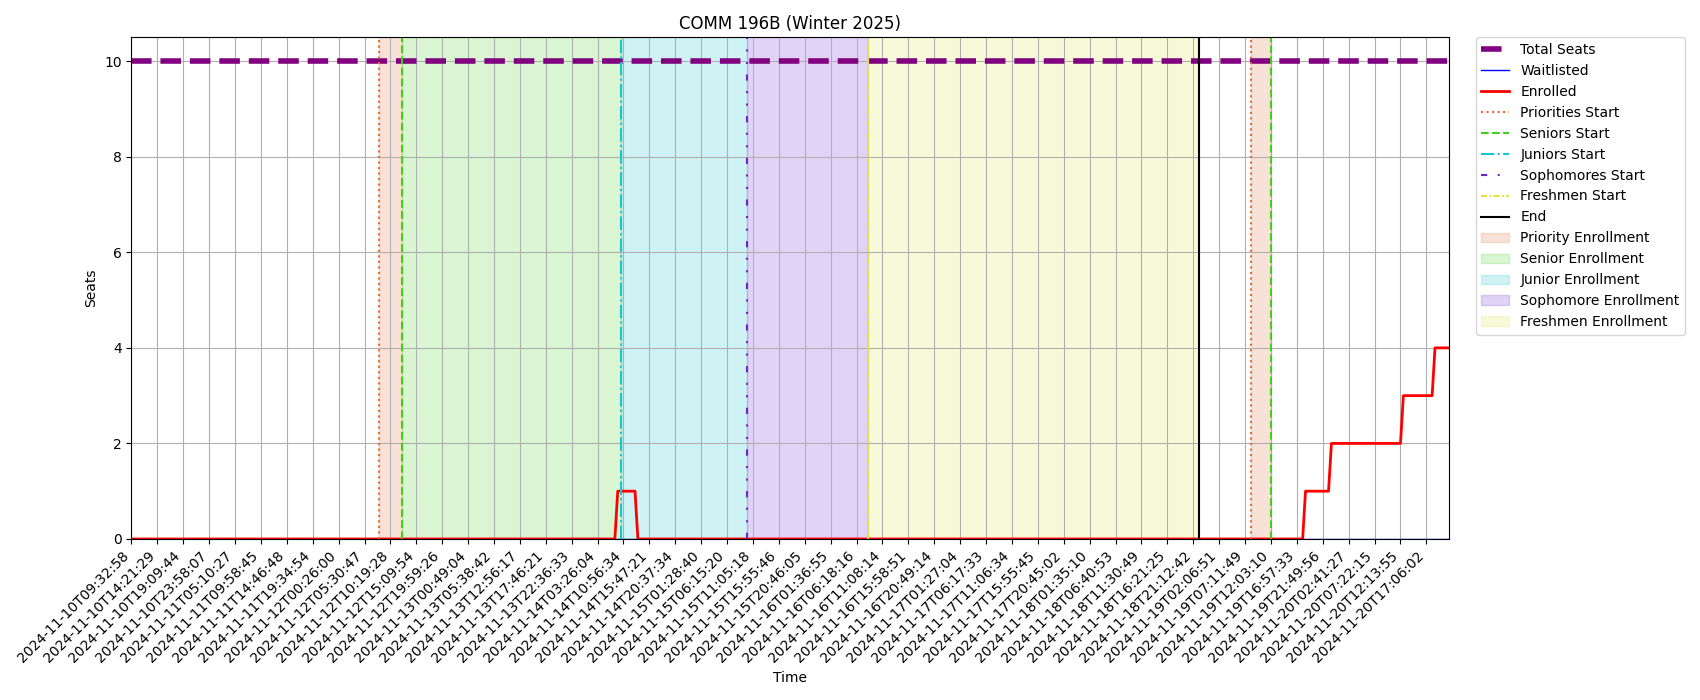 COMM 196B (Winter 2025)
10
8
6
4
2
0
Seats
2024-11-10T09:32:58
2024-11-10T14:21:29
2024-11-10T19:09:44
2024-11-10T23:58:07
2024-11-11T05:10:27
2024-11-11T09:58:45
2024-11-11T14:46:48
2024-11-11T19:34:54
2024-11-12T00:26:00
2024-11-12T05:30:47
2024-11-12T10:19:28
2024-11-12T15:09:54
2024-11-12T19:59:26
2024-11-13T00:49:04
2024-11-13T05:38:42
2024-11-13T12:56:17
2024-11-13T17:46:21
2024-11-13T22:36:33
2024-11-14T03:26:04
2024-11-14T10:56:34
2024-11-14T15:47:21
2024-11-14T20:37:34
2024-11-15T01:28:40
2024-11-15T06:15:20
2024-11-15T11:05:18
2024-11-15T15:55:46
2024-11-15T20:46:05
2024-11-16T01:36:55
2024-11-16T06:18:16
2024-11-16T11:08:14
2024-11-16T15:58:51
2024-11-16T20:49:14
2024-11-17T01:27:04
2024-11-17T06:17:33
2024-11-17T11:06:34
2024-11-17T15:55:45
2024-11-17T20:45:02
2024-11-18T01:35:10
2024-11-18T06:40:53
2024-11-18T11:30:49
2024-11-18T16:21:25
2024-11-18T21:12:42
2024-11-19T02:06:51
2024-11-19T07:11:49
2024-11-19T12:03:10
2024-11-19T16:57:33
2024-11-19T21:49:56
2024-11-20T02:41:27
2024-11-20T07:22:15
2024-11-20T12:13:55
2024-11-20T17:06:02
Time
Total Seats
Waitlisted
Enrolled
Priorities Start
Seniors Start
Juniors Start
Sophomores Start
Freshmen Start
End
Priority Enrollment
Senior Enrollment
Junior Enrollment
Sophomore Enrollment
Freshmen Enrollment